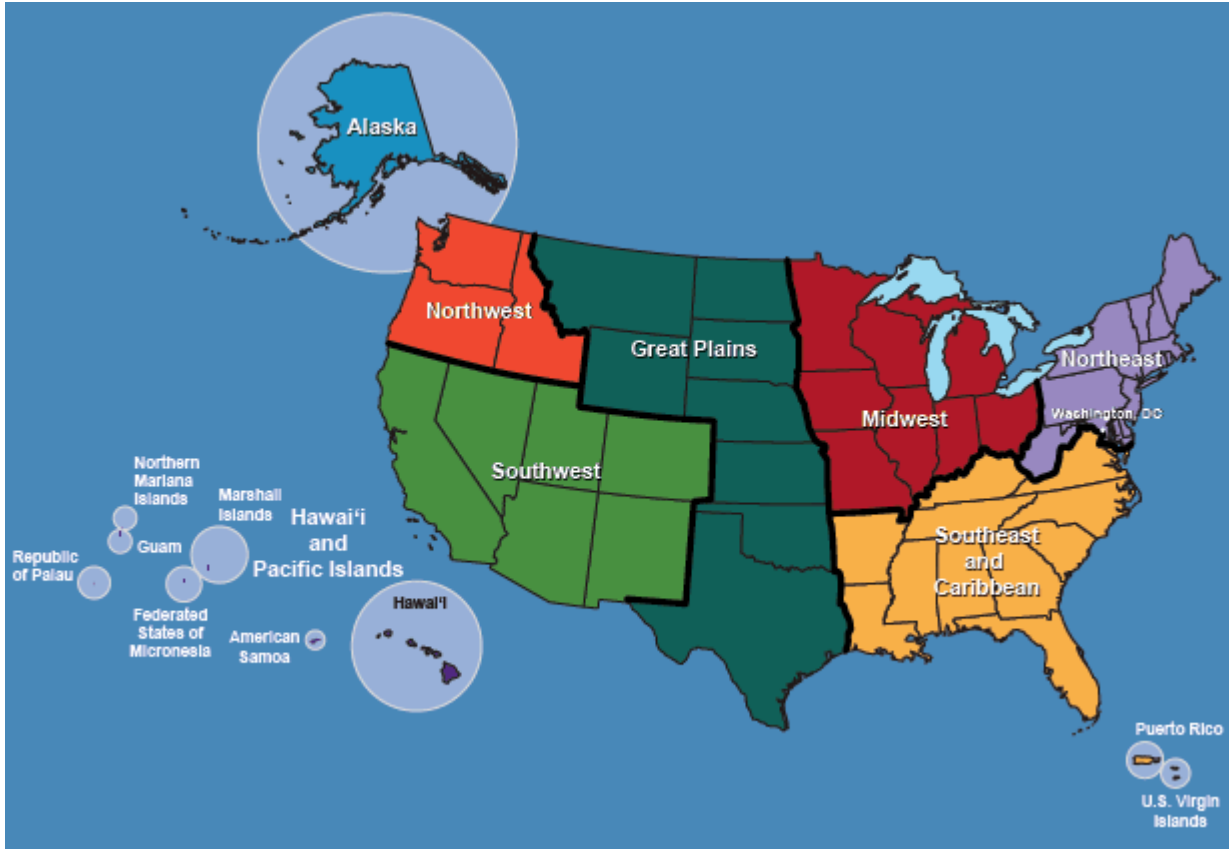 Alaska
Northwest
Great Plains
Northeast
Washington, DC
Midwest
Southwest
Northern
Mariana
Islands
Marshall
Islands
Hawai‘i
and
Pacific Islands
Guam
Republic
of Palau
Federated
States of
Micronesia
American
Samoa
Hawai‘i
Southeast
and
Caribbean
Puerto Rico
U.S. Virgin
Islands